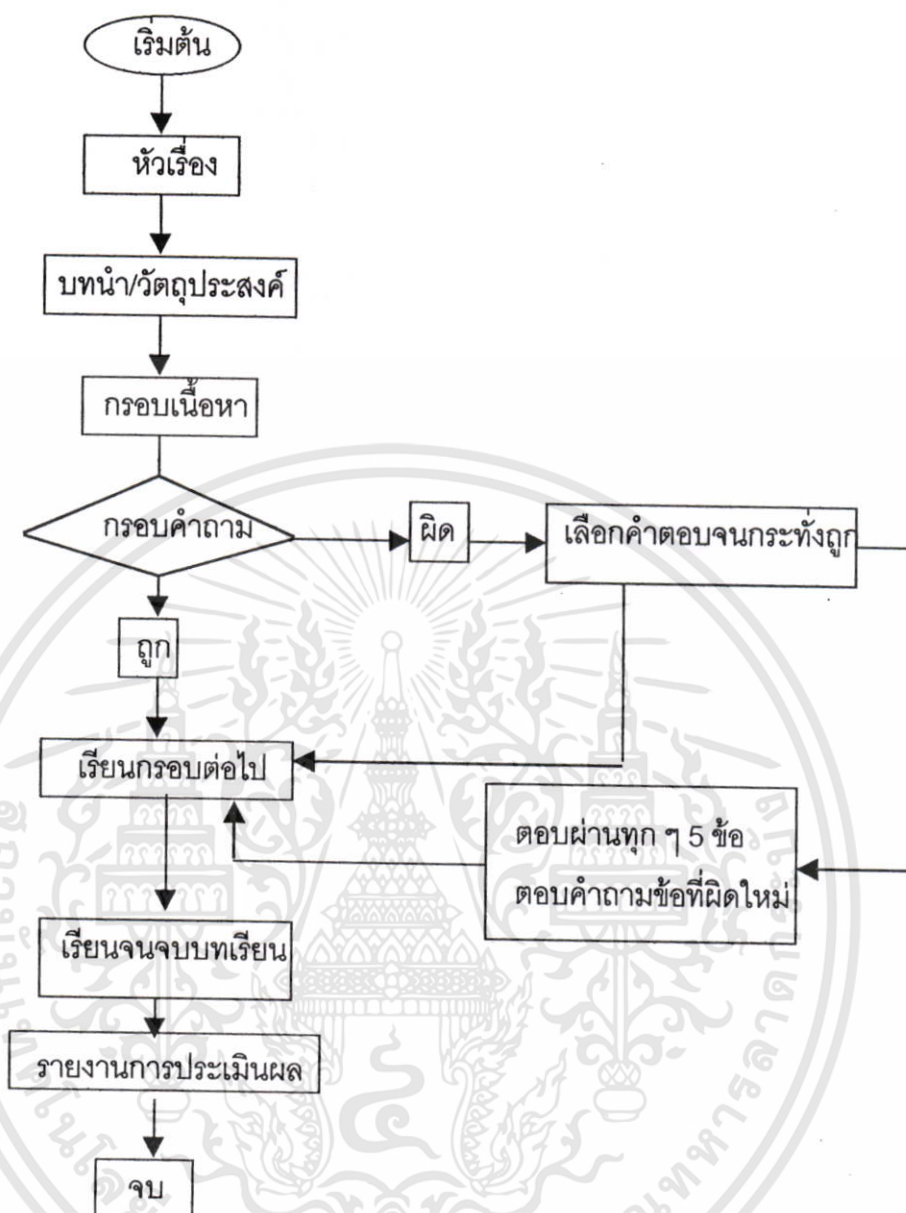 เริ่มต้น
หัวเรื่อง
บทนำ/วัตถุประสงค์
กรอบเนื้อหา
กรอบคำถาม
ผิด
เลือกคำตอบจนกระทั่งถูก
ถูก
เรียนกรอบต่อไป
ตอบผ่านทุก ๆ 5 ข้อ
ตอบคำถามข้อที่ผิดใหม่
เรียนจนจบบทเรียน
รายงานการประเมินผล
จบ